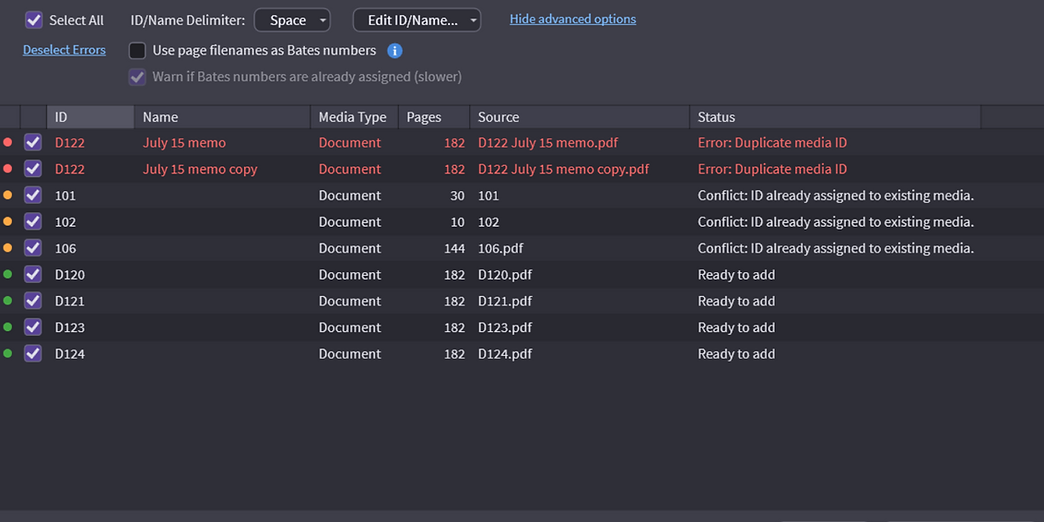 Select All ID/Name Delimiter: Space Edit ID/Name... Hide advanced options
Deselect Errors Use page filenames as Bates numbers i
Warn if Bates numbers are already assigned (slower)
ID Name Media Type Pages Source Status
D122 July 15 memo Document 182 D122 July 15 memo.pdf Error: Duplicate media ID
D122 July 15 memo copy Document 182 D122 July 15 memo copy.pdf Error: Duplicate media ID
101 Document 30 101 Conflict: ID already assigned to existing media.
102 Document 10 102 Conflict: ID already assigned to existing media.
106 Document 144 106.pdf Conflict: ID already assigned to existing media.
D120 Document 182 D120.pdf Ready to add
D121 Document 182 D121.pdf Ready to add
D123 Document 182 D123.pdf Ready to add
D124 Document 182 D124.pdf Ready to add